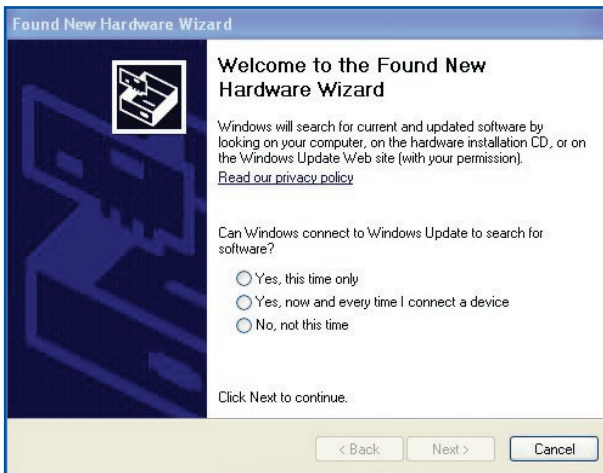 Found New Hardware Wizard
Welcome to the Found New
Hardware Wizard
Windows will search for current and updated software by
looking on your computer, on the hardware installation CD, or on
the Windows Update Web site (with your permission).
Read our privacy policy
Can Windows connect to Windows Update to search for
software?
Yes, this time only
Yes, now and every time I connect a device
No, not this time
Click Next to continue.
< Back Next > Cancel